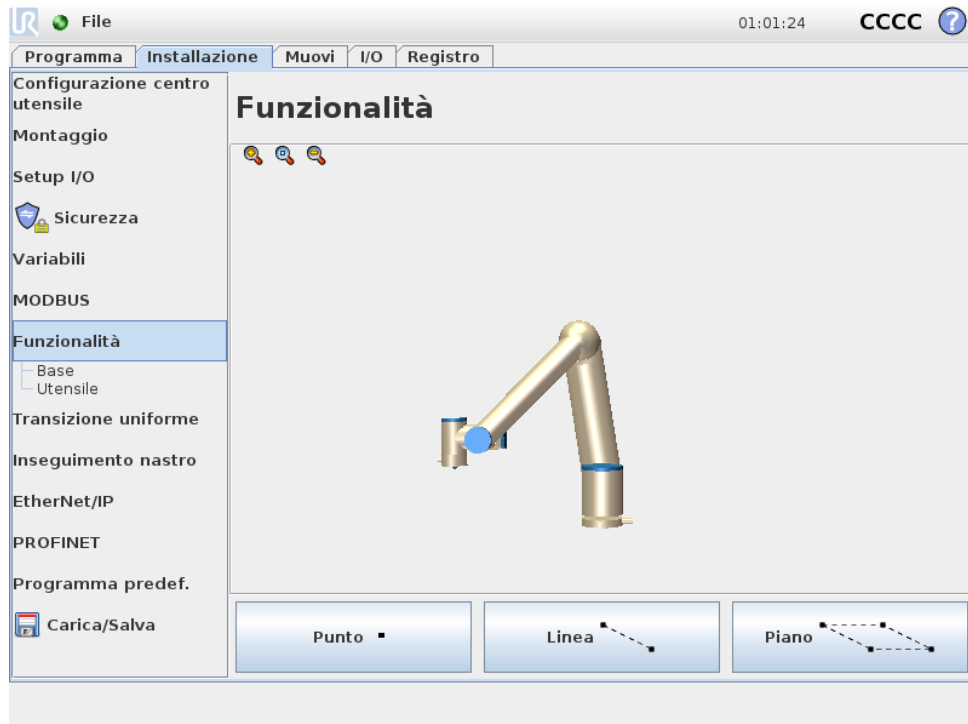 UR File 01:01:24 CCCC ?
Programma Installazione Muovi I/O Registro
Configurazione centro
utensile
Montaggio
Setup I/O
Sicurezza
Variabili
MODBUS
Funzionalità
Base
Utensile
Transizione uniforme
Inseguimento nastro
EtherNet/IP
PROFINET
Programma predef.
Carica/Salva
Funzionalità
Punto
Linea
Piano